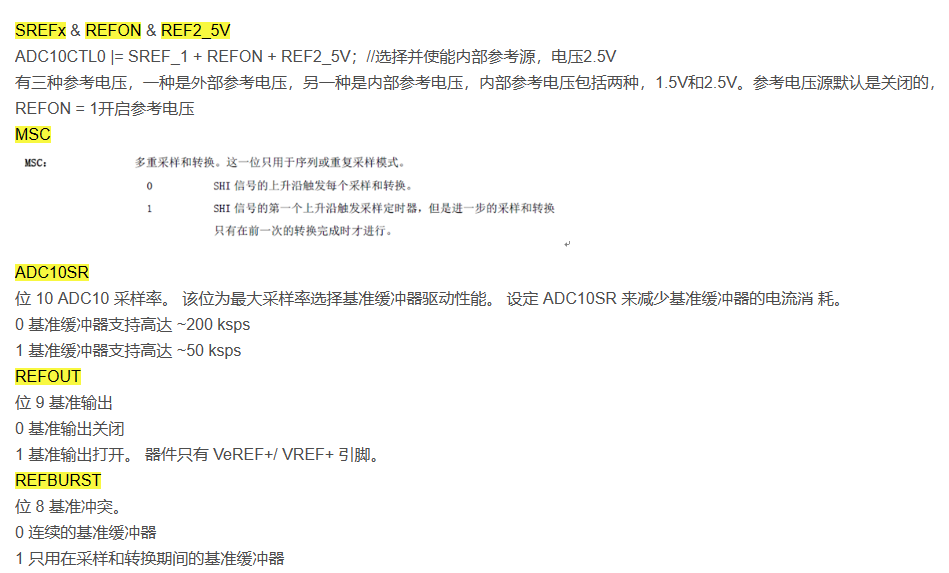 SREFx & REFON & REF2_5V
ADC10CTL0 |= SREF_1 + REFON + REF2_5V；//选择并使能内部参考源，电压2.5V
有三种参考电压，一种是外部参考电压，另一种是内部参考电压，内部参考电压包括两种，1.5V和2.5V。参考电压源默认是关闭的，
REFON = 1开启参考电压
MSC
MSC： 多重采样和转换。这一位只用于序列或重复采样模式。
0 SHI 信号的上升沿触发每个采样和转换。
1 SHI 信号的第一个上升沿触发采样定时器，但是进一步的采样和转换
只有在前一次的转换完成时才进行。
ADC10SR
位 10 ADC10 采样率。 该位为最大采样率选择基准缓冲器驱动性能。 设定 ADC10SR 来减少基准缓冲器的电流消 耗。
0 基准缓冲器支持高达 ~200 ksps
1 基准缓冲器支持高达 ~50 ksps
REFOUT
位 9 基准输出
0 基准输出关闭
1 基准输出打开。 器件只有 VeREF+/ VREF+ 引脚。
REFBURST
位 8 基准冲突。
0 连续的基准缓冲器
1 只用在采样和转换期间的基准缓冲器